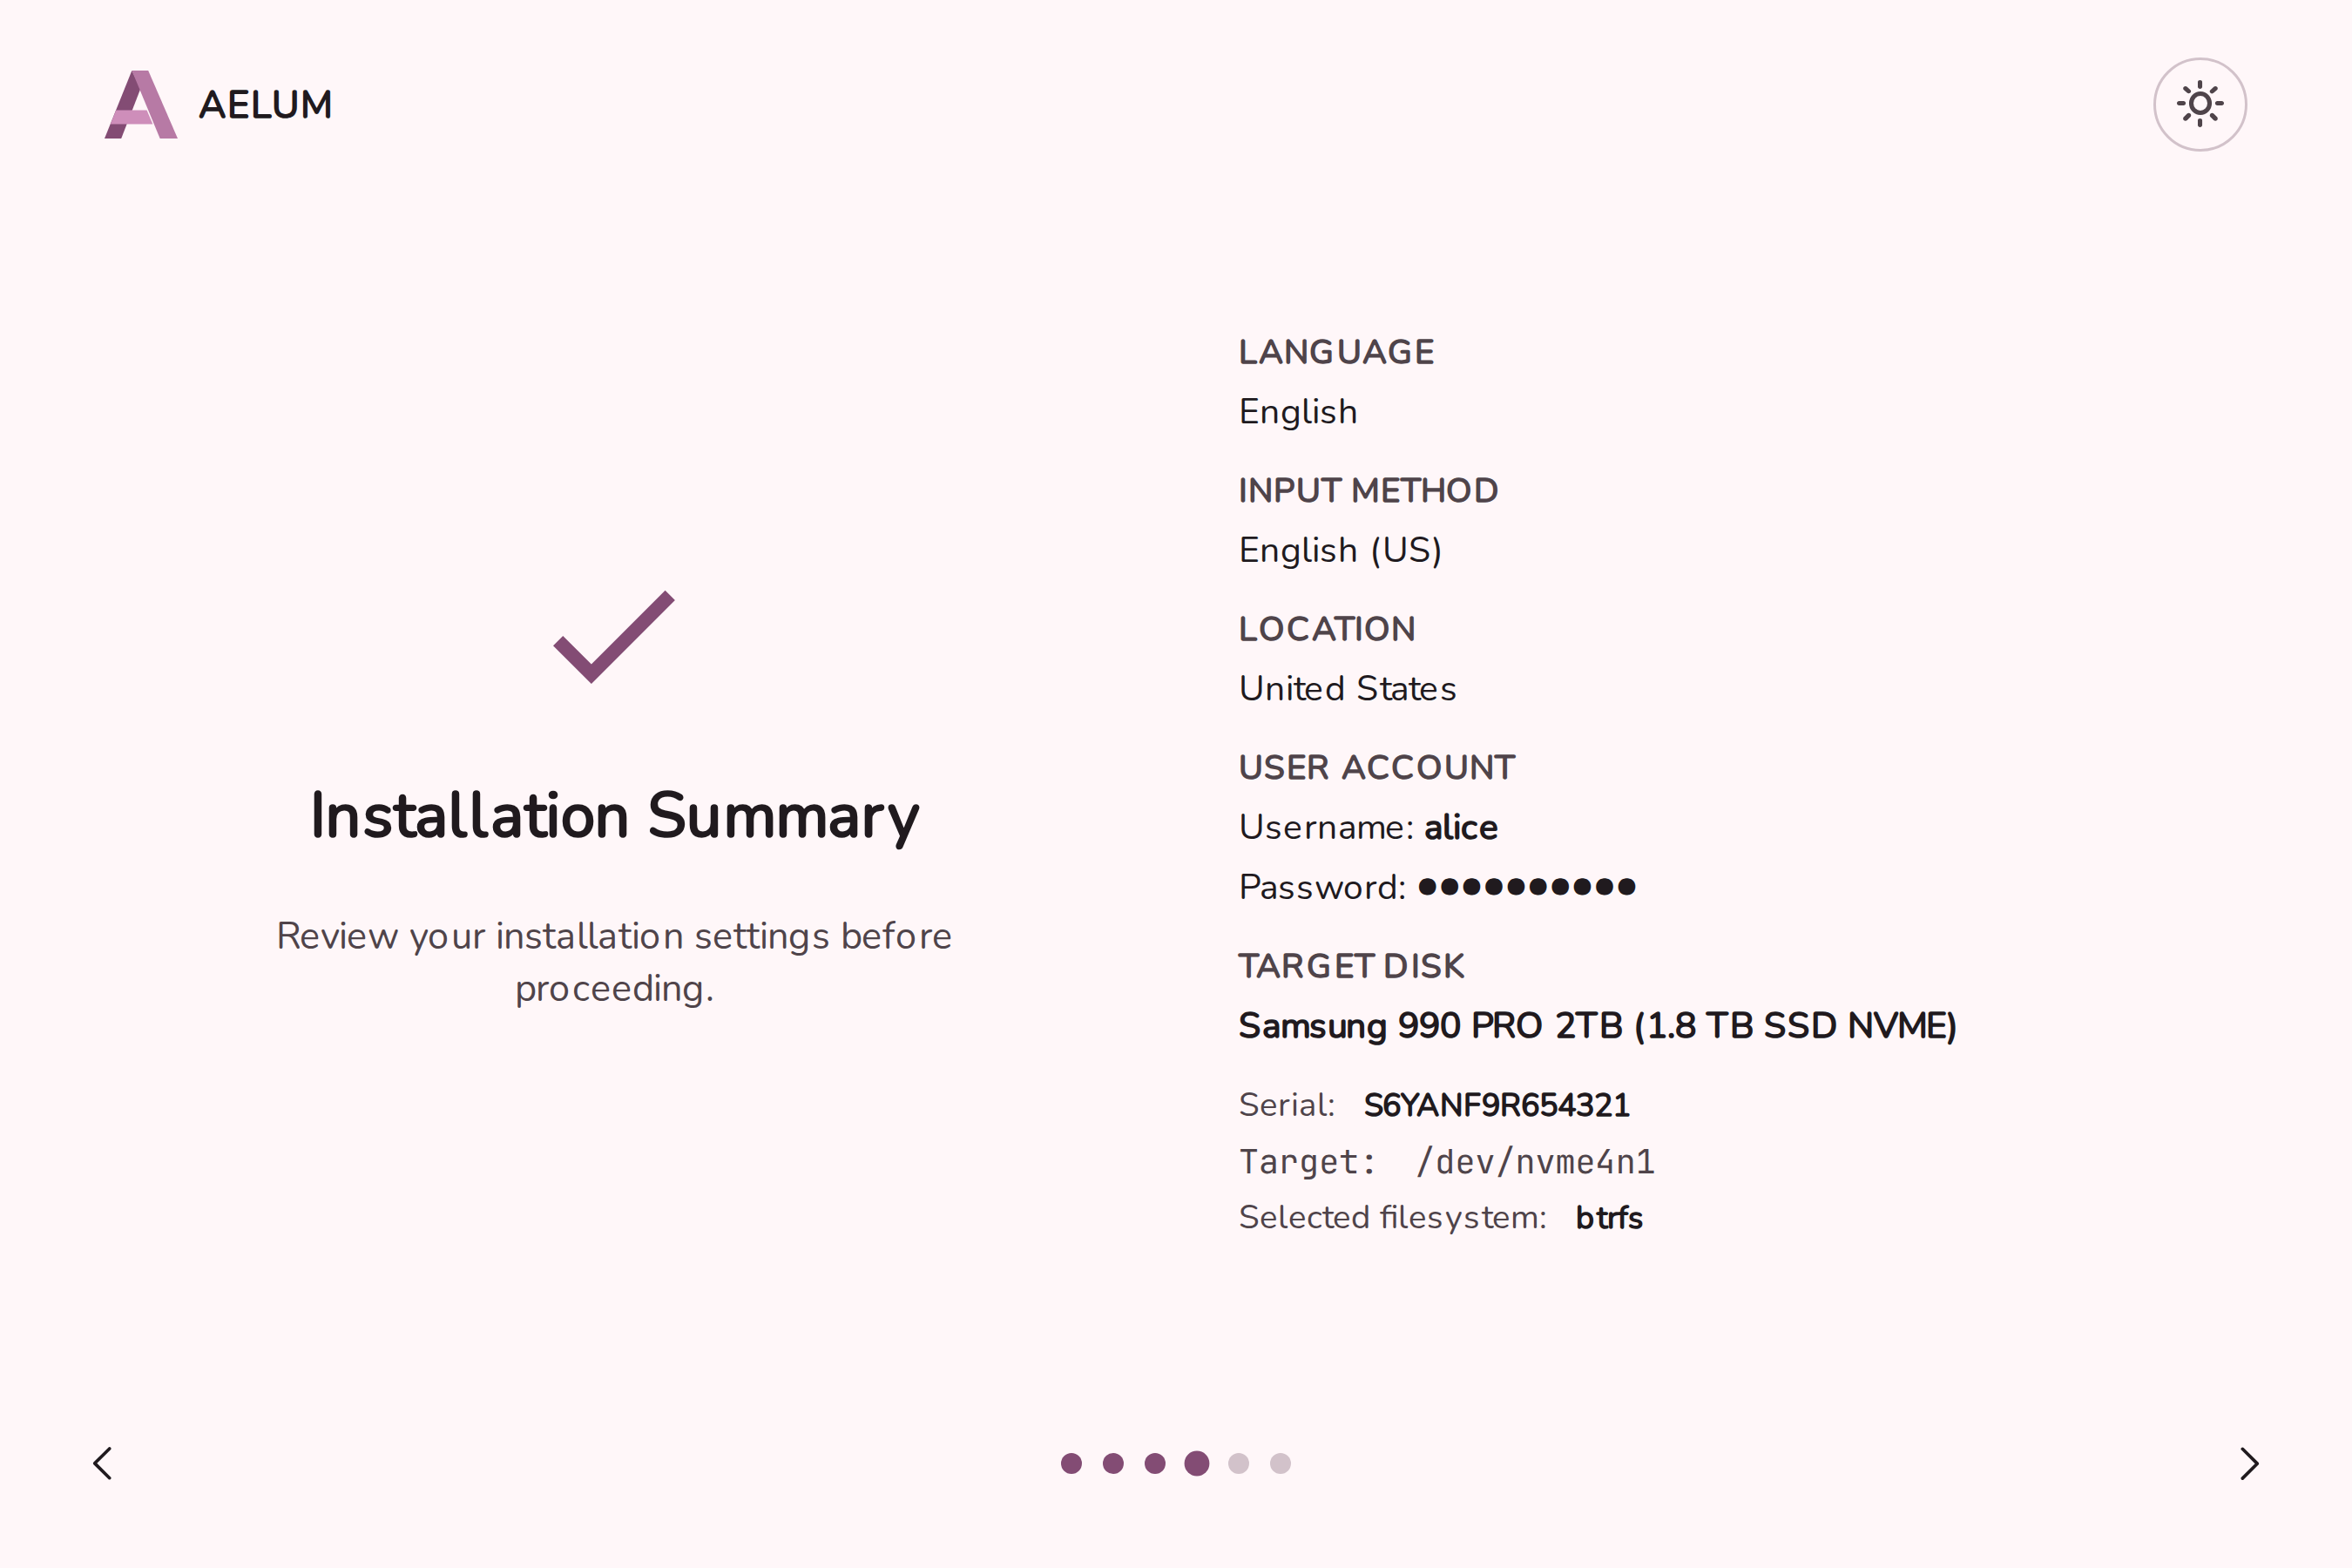 AELUM
Installation Summary
Review your installation settings before
proceeding.
LANGUAGE
English
INPUT METHOD
English (US)
LOCATION
United States
USER ACCOUNT
Username: alice
Password: ●●●●●●●●●●
TARGET DISK
Samsung 990 PRO 2TB (1.8 TB SSD NVME)
Serial: S6YANF9R654321
Target: /dev/nvme4n1
Selected filesystem: btrfs